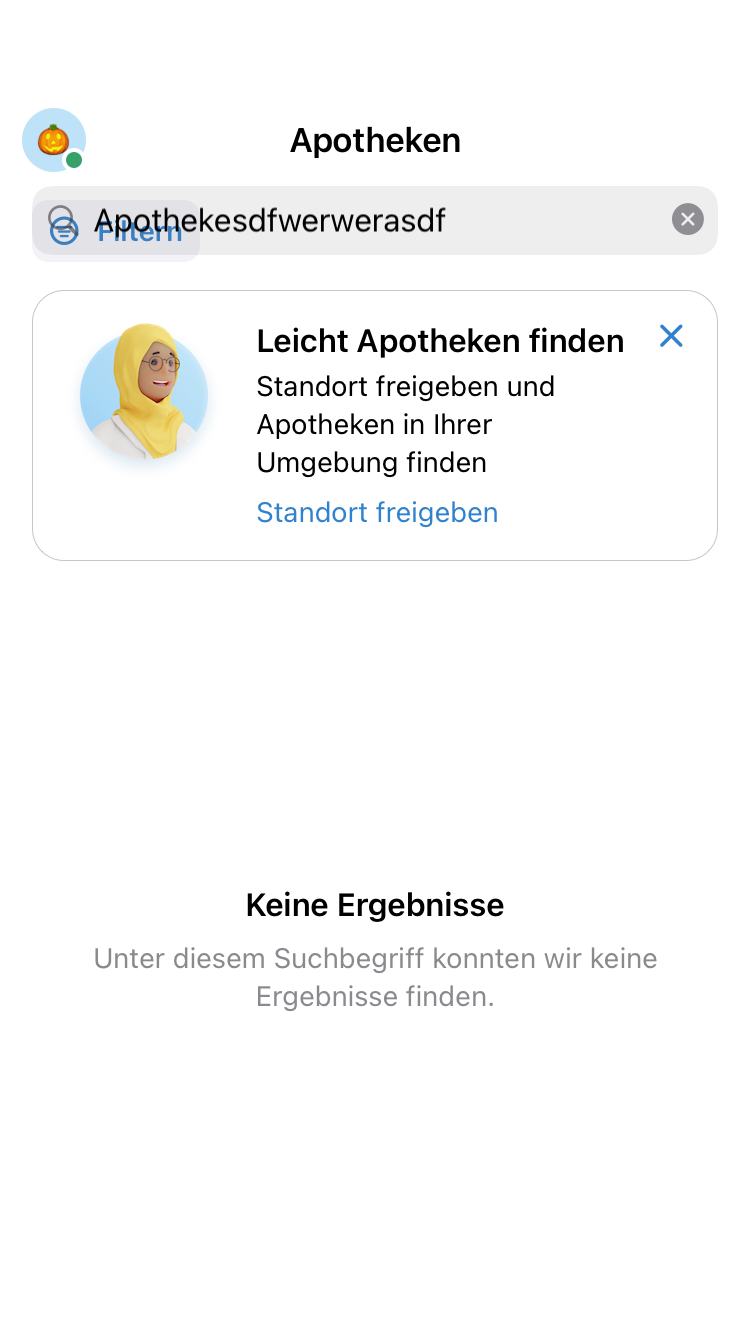 Apotheken
Apothekesdfwerwerasdf
Filtern
Leicht Apotheken finden
Standort freigeben und
Apotheken in Ihrer
Umgebung finden
Standort freigeben
Keine Ergebnisse
Unter diesem Suchbegriff konnten wir keine
Ergebnisse finden.